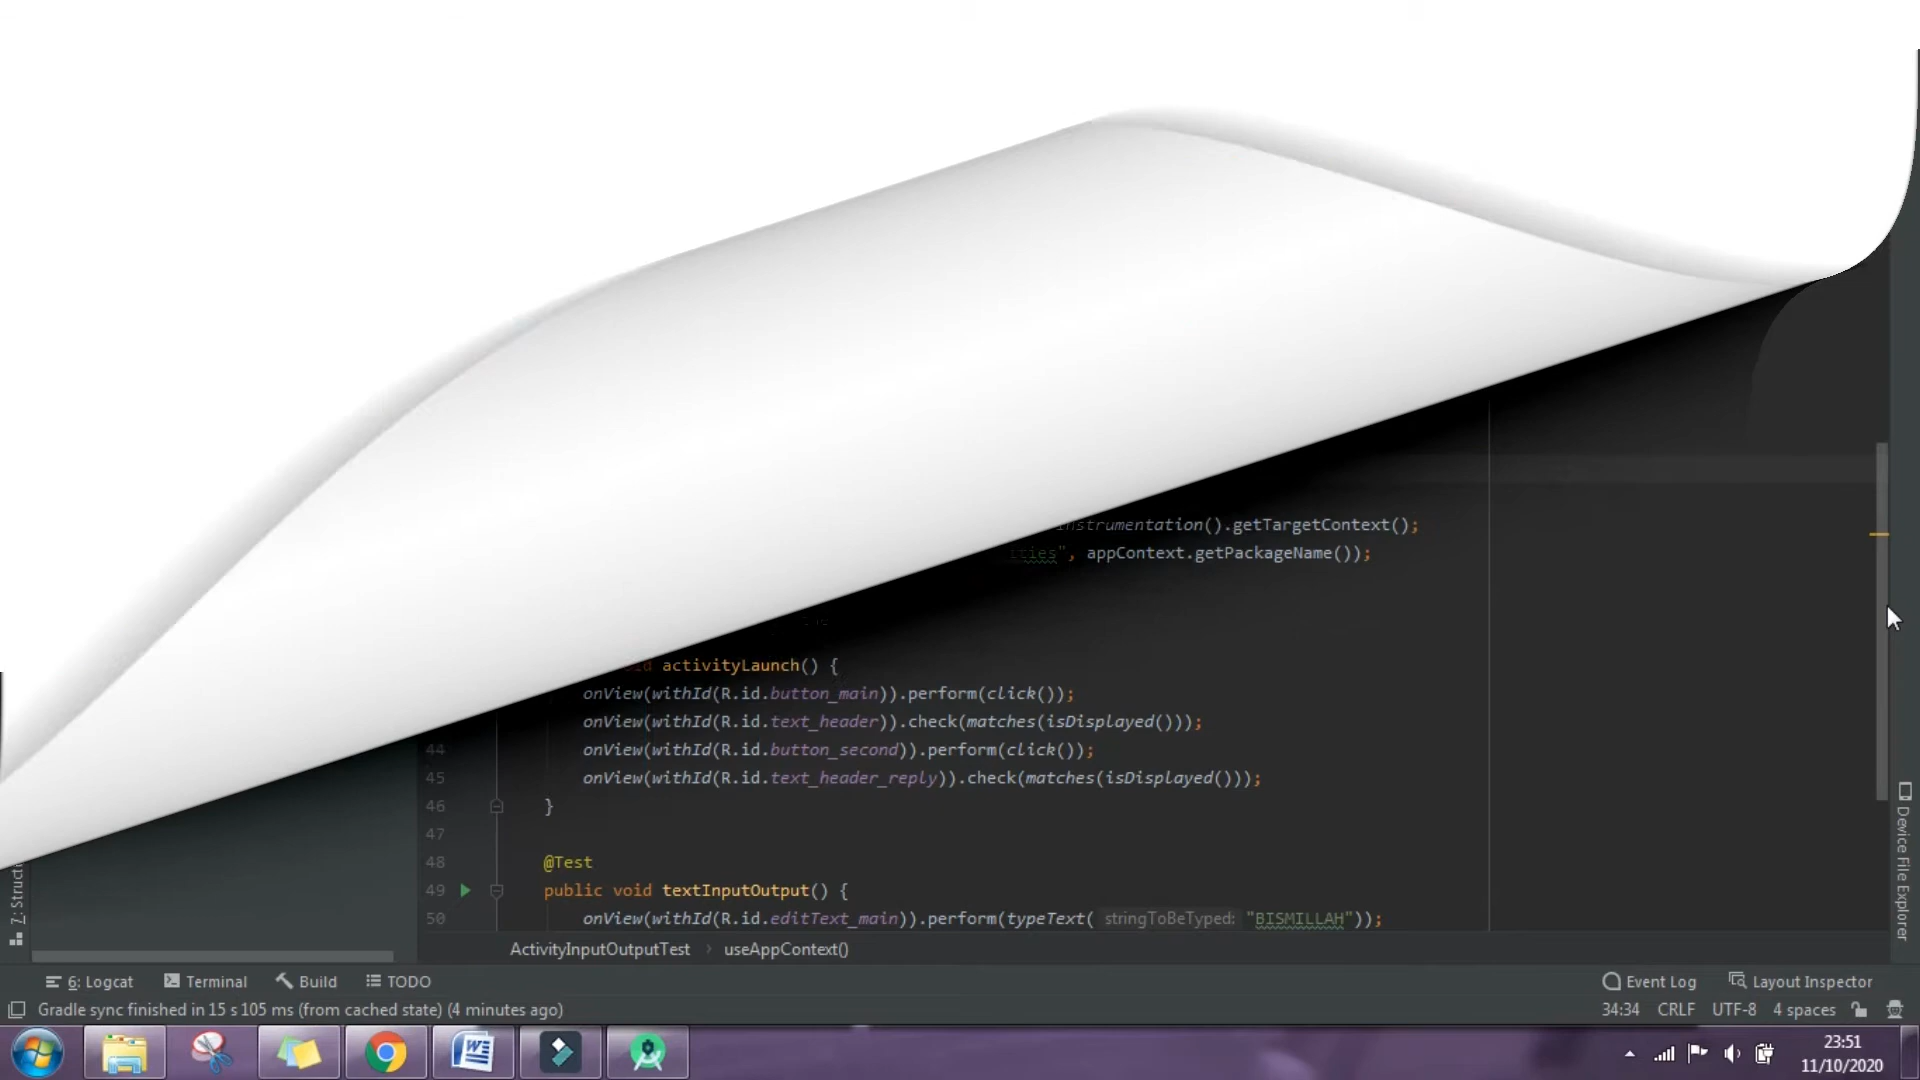 Instrumentation().getTargetContext();
", appContext.getPackageName());
activityLaunch() {
onView(withId(R.id.button_main)).perform(click());
onView(withId(R.id.text_header)).check(matches(isDisplayed()));
44 onView(withId(R.id.button_second)).perform(click());
45 onView(withId(R.id.text_header_reply)).check(matches(isDisplayed()));
46 }
47
48 @Test
49 public void textInputOutput() {
50 onView(withId(R.id.editText_main)).perform(typeText( stringToBeTyped: "BISMILLAH"));
ActivityInputOutputTest › useAppContext()
Device File Explorer
6: Logcat Terminal Build TODO Event Log Layout Inspector
Gradle sync finished in 15 s 105 ms (from cached state) (4 minutes ago) 34:34 CRLF UTF-8 4 spaces
23:51
11/10/2020